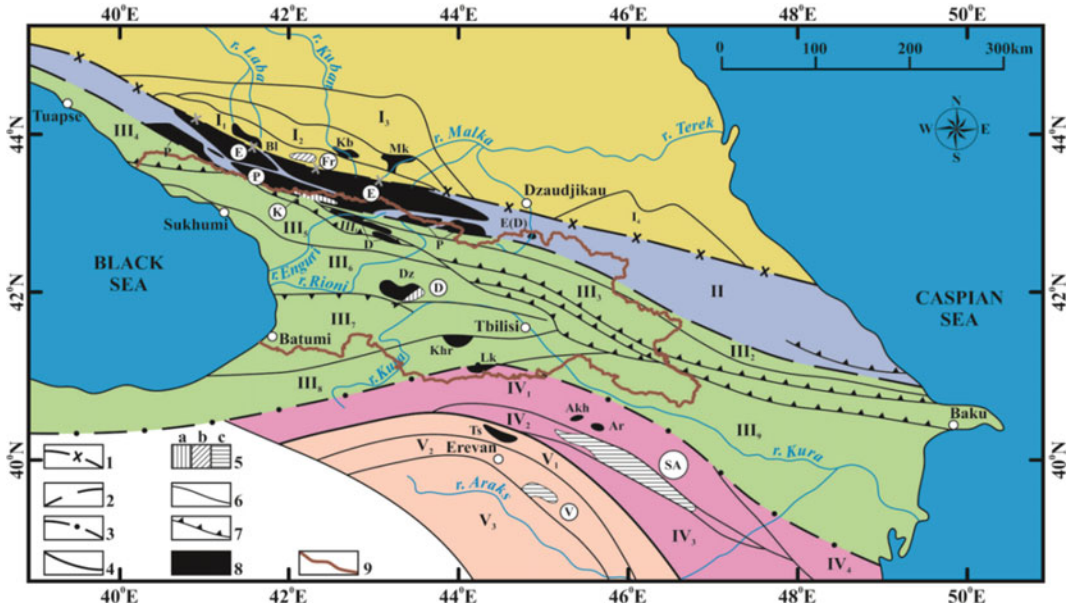 40°E 42°E 44°E 46°E 48°E 50°E
0 100 200 300km
r. Laba
r. Kuban
I₃
N
W E
S
Tuapse
44°N
I₁
I₂
r. Malka
r. Terek
44°N
III₄
Kb
Mk
P
E
Bl
Fr
P
E
Dzaudjikau
K
E(D)
Sukhumi
III₅
D
P
BLACK
SEA
r. Enguri
III₆
r. Rioni
Dz
D
III₃
II
CASPIAN
SEA
42°N
42°N
III₇
Tbilisi
Batumi
Khr
III₂
Lk
r. Kura
III₈
IV₁
Akh
Ar
Baku
IV₂
III₉
Ts
40°N
Erevan
V₂
V₁
SA
r. Kura
40°N
r. Araks
V
V₃
IV₃
IV₄
a b c
1 5
2 6
3 7
4 8 9
40°E 42°E 44°E 46°E 48°E 50°E